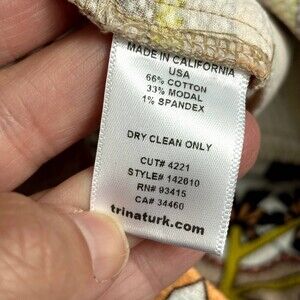 MADE IN CALIFORNIA
USA
66% COTTON
33% MODAL
1% SPANDEX
DRY CLEAN ONLY
CUT# 4221
STYLE# 142610
RN# 93415
CA# 34460
trinaturk.com